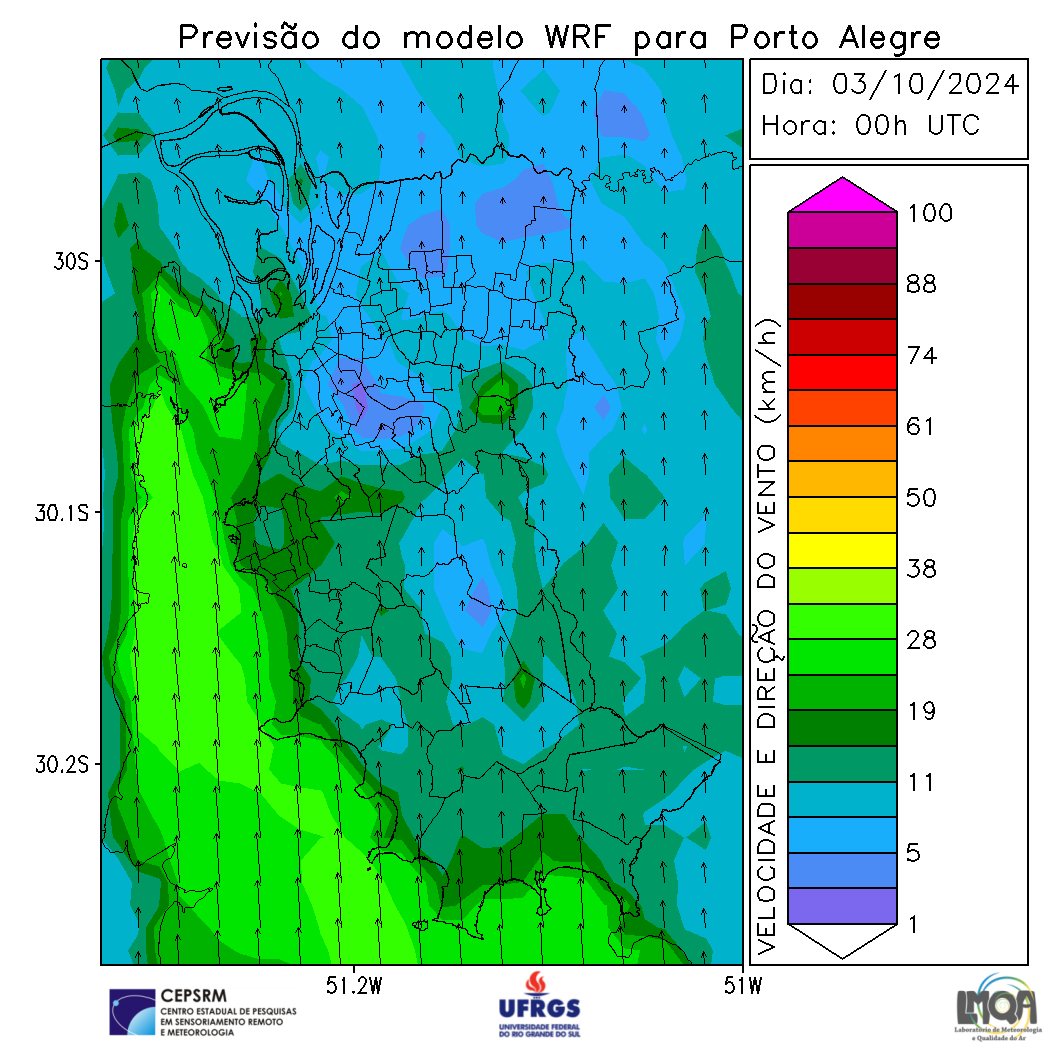 Previsão do modelo WRF para Porto Alegre
Dia: 03/10/2024
Hora: 00h UTC
30S
30.1S
30.2S
51.2W
51W
VELOCIDADE E DIREÇÃO DO VENTO (km/h)
100
88
74
61
50
38
28
19
11
5
1
CEPSRM
CENTRO ESTADUAL DE PESQUISAS
EM SENSORIAMENTO REMOTO
E METEOROLOGIA
UFRGS
UNIVERSIDADE FEDERAL
DO RIO GRANDE DO SUL
LMQA
Laboratório de Meteorologia
e Qualidade do Ar